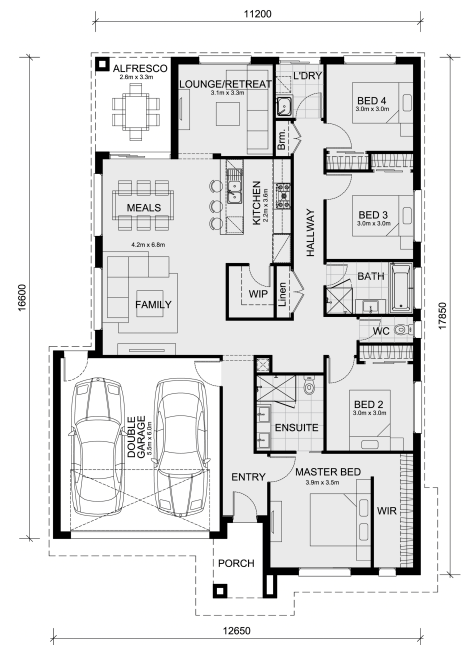 11200
ALFRESCO
2.6m x 3.3m
LOUNGE/RETREAT
3.1m x 3.3m
L'DRY
BED 4
3.0m x 3.0m
Brm.
MEALS
4.2m x 6.8m
KITCHEN
2.2m x 3.6m
HALLWAY
BED 3
3.0m x 3.0m
FAMILY
WIP
Linen
BATH
WC
16600
17850
DOUBLE
GARAGE
5.5m x 6.0m
ENSUITE
BED 2
3.0m x 3.0m
ENTRY
MASTER BED
3.9m x 3.5m
WIR
PORCH
12650